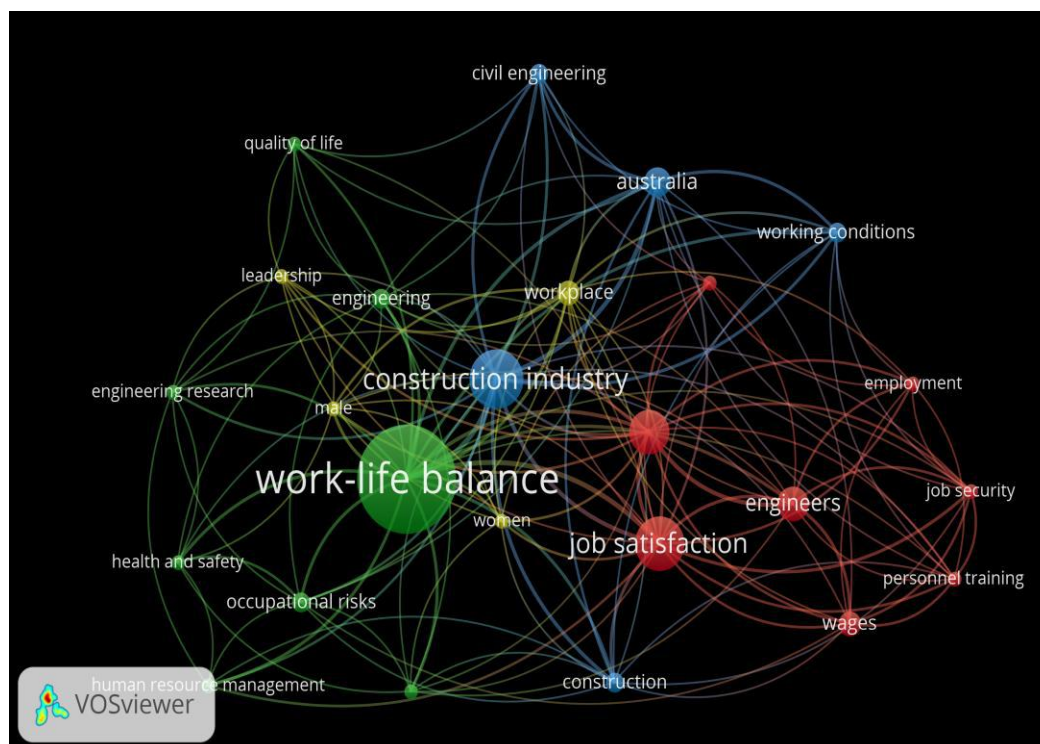 civil engineering
quality of life
australia
working conditions
leadership
engineering
workplace
construction industry
employment
engineering research
male
work-life balance
job security
engineers
women
job satisfaction
health and safety
personnel training
occupational risks
wages
human resource management
construction
VOSviewer